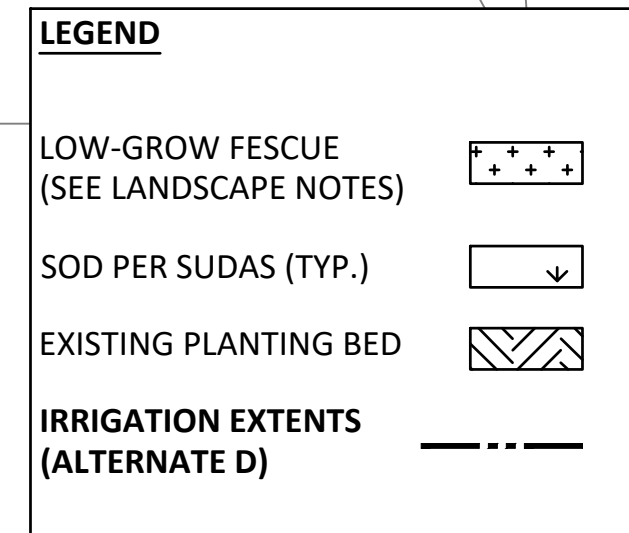 LEGEND
LOW-GROW FESCUE
(SEE LANDSCAPE NOTES)
SOD PER SUDAS (TYP.)
EXISTING PLANTING BED
IRRIGATION EXTENTS
(ALTERNATE D)